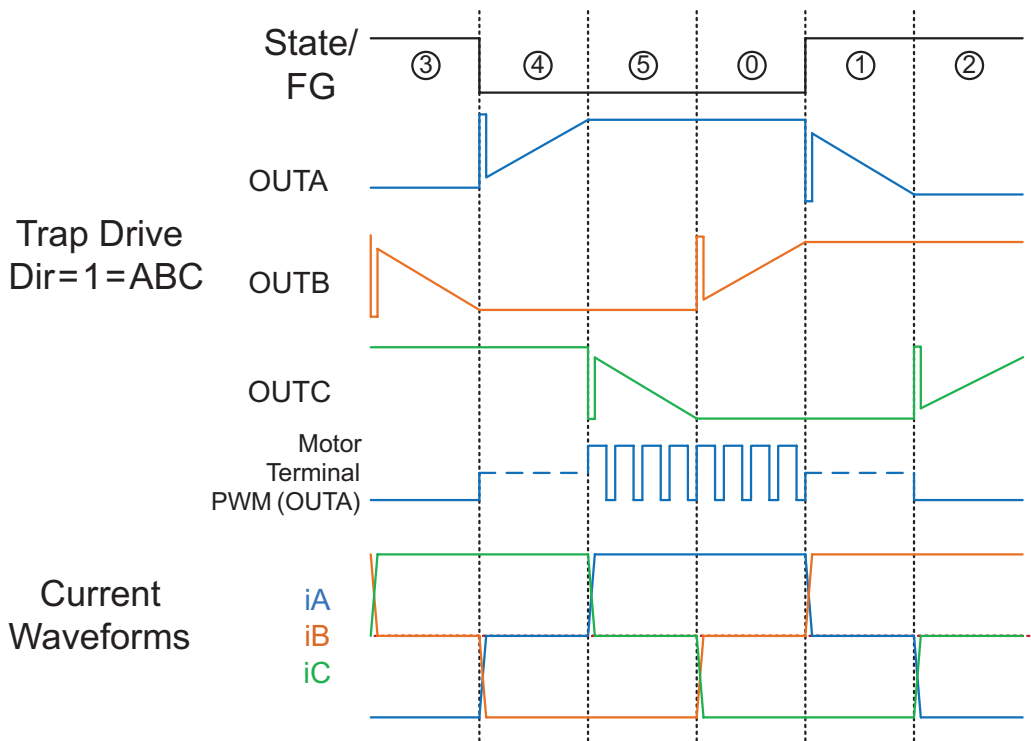 State/
FG
③ ④ ⑤ ⓪ ① ②
OUTA
Trap Drive
Dir=1=ABC
OUTB
OUTC
Motor
Terminal
PWM (OUTA)
Current
Waveforms
iA
iB
iC